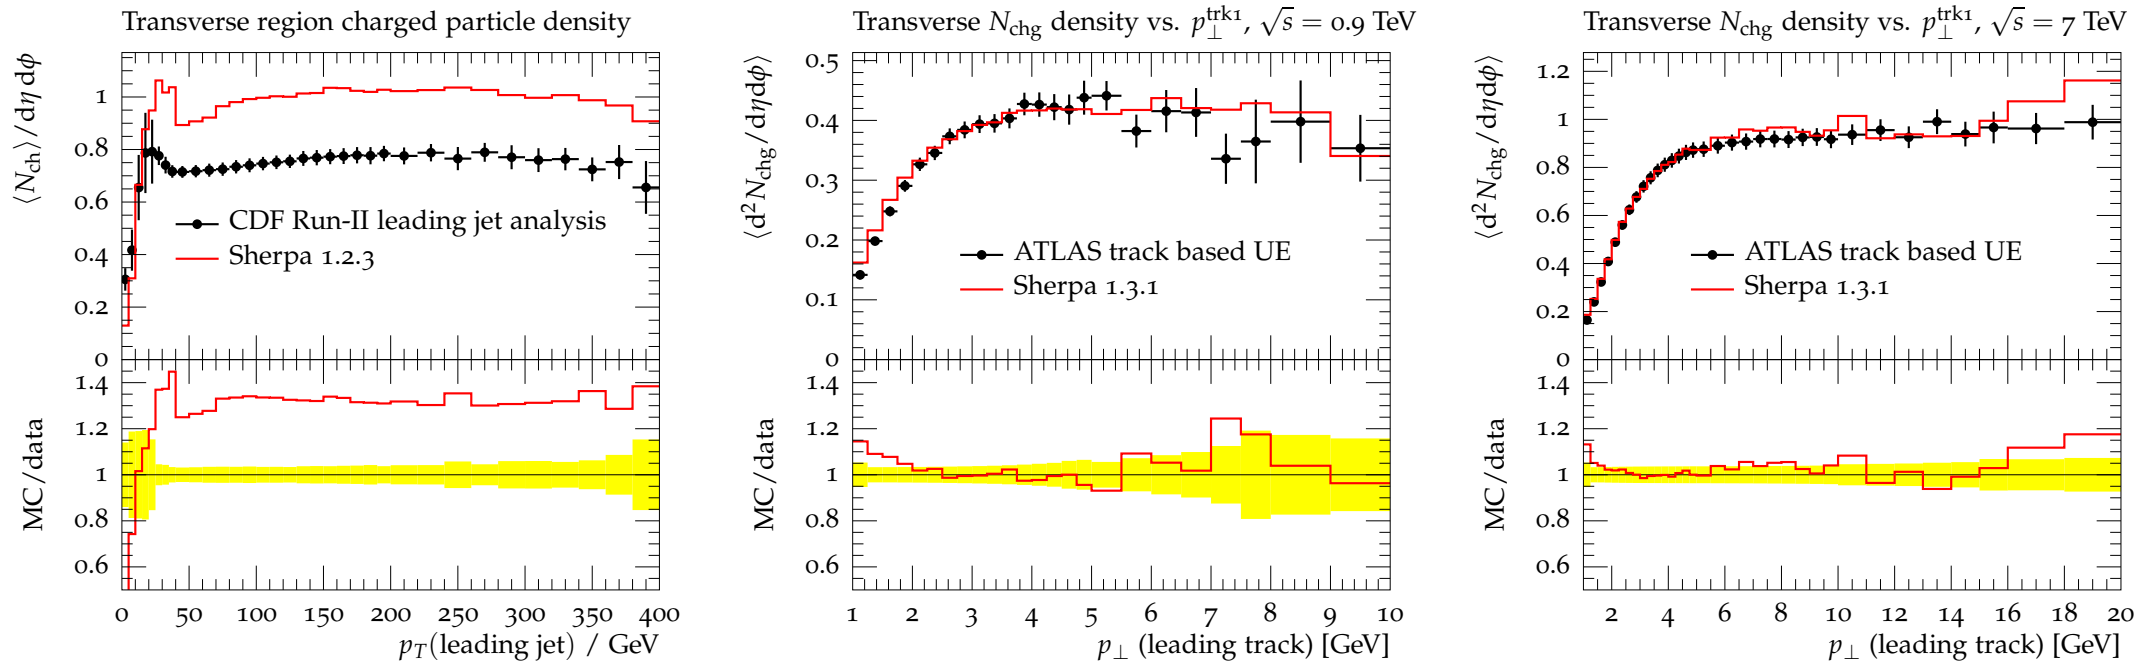 Transverse region charged particle density
⟨N_ch⟩/dη dϕ
1
0.8
0.6
0.4
0.2
0
CDF Run-II leading jet analysis
Sherpa 1.2.3
MC/data
1.4
1.2
1
0.8
0.6
0 50 100 150 200 250 300 350 400
p_T(leading jet) / GeV
Transverse N_chg density vs. p_⊥^trk1, √s = 0.9 TeV
⟨d²N_chg/dηdϕ⟩
0.5
0.4
0.3
0.2
0.1
0
ATLAS track based UE
Sherpa 1.3.1
MC/data
1.4
1.2
1
0.8
0.6
1 2 3 4 5 6 7 8 9 10
p_⊥ (leading track) [GeV]
Transverse N_chg density vs. p_⊥^trk1, √s = 7 TeV
⟨d²N_chg/dηdϕ⟩
1.2
1.0
0.8
0.6
0.4
0.2
0
ATLAS track based UE
Sherpa 1.3.1
MC/data
1.4
1.2
1
0.8
0.6
2 4 6 8 10 12 14 16 18 20
p_⊥ (leading track) [GeV]